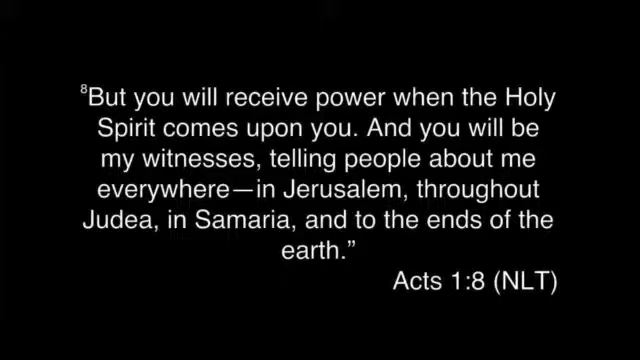 ⁸But you will receive power when the Holy
Spirit comes upon you. And you will be
my witnesses, telling people about me
everywhere—in Jerusalem, throughout
Judea, in Samaria, and to the ends of the
earth.”
Acts 1:8 (NLT)